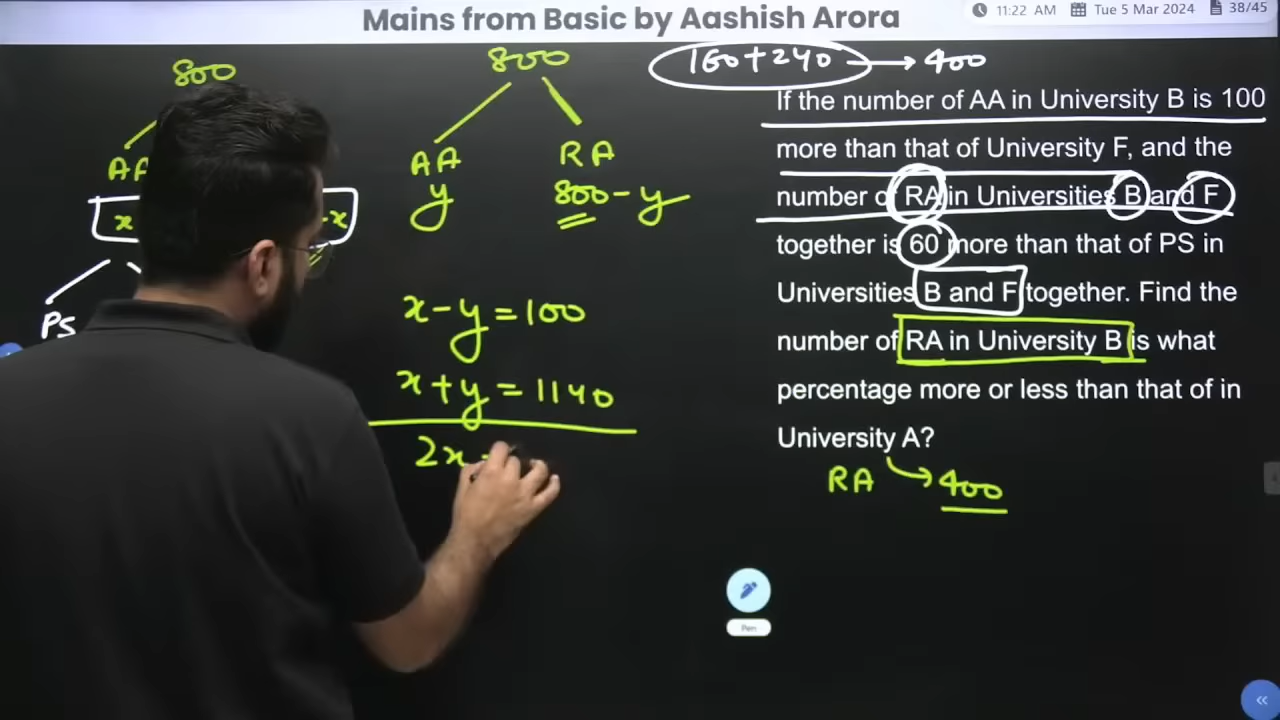 Mains from Basic by Aashish Arora
11:22 AM Tue 5 Mar 2024 38/45
800
AA
x
-x
PS
800
AA RA
y 800-y
x-y=100
x+y=1140
2x
160+240 → 400
If the number of AA in University B is 100
more than that of University F, and the
number of RA in Universities B and F
together is 60 more than that of PS in
Universities B and F together. Find the
number of RA in University B is what
percentage more or less than that of in
University A?
RA → 400
Pen